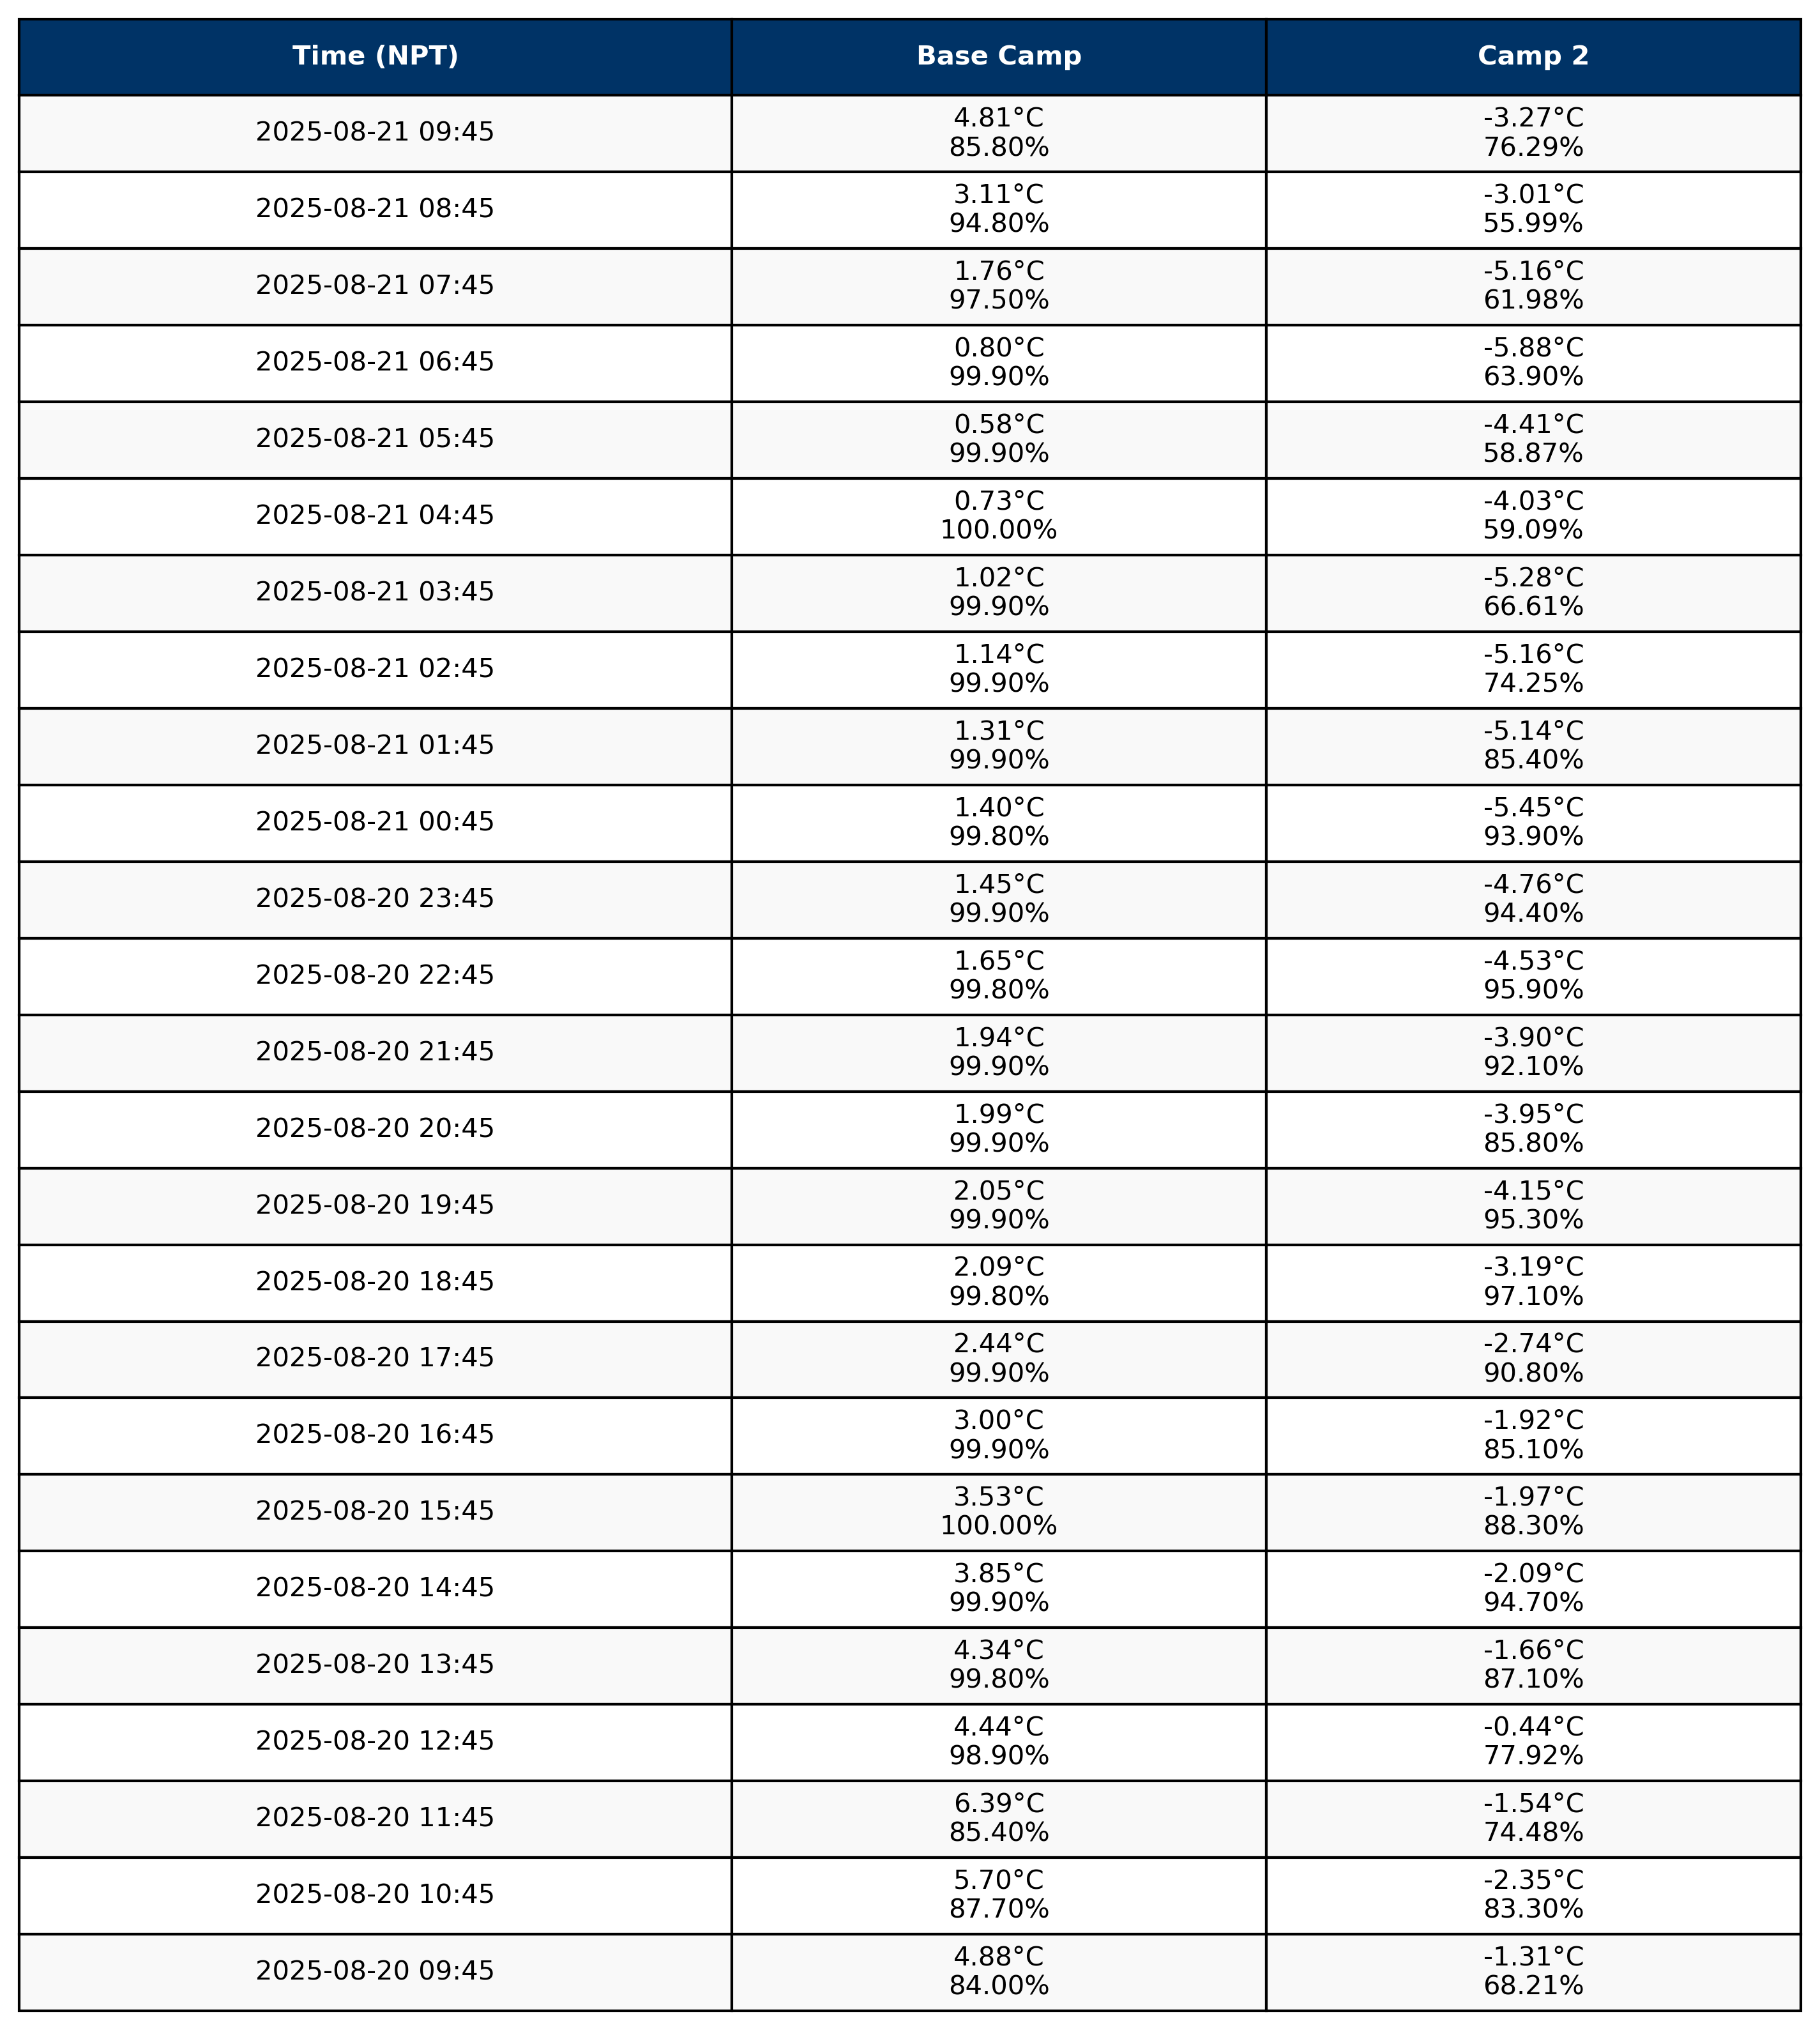 Time (NPT) Base Camp Camp 2
2025-08-21 09:45 4.81°C -3.27°C
85.80% 76.29%
2025-08-21 08:45 3.11°C -3.01°C
94.80% 55.99%
2025-08-21 07:45 1.76°C -5.16°C
97.50% 61.98%
2025-08-21 06:45 0.80°C -5.88°C
99.90% 63.90%
2025-08-21 05:45 0.58°C -4.41°C
99.90% 58.87%
2025-08-21 04:45 0.73°C -4.03°C
100.00% 59.09%
2025-08-21 03:45 1.02°C -5.28°C
99.90% 66.61%
2025-08-21 02:45 1.14°C -5.16°C
99.90% 74.25%
2025-08-21 01:45 1.31°C -5.14°C
99.90% 85.40%
2025-08-21 00:45 1.40°C -5.45°C
99.80% 93.90%
2025-08-20 23:45 1.45°C -4.76°C
99.90% 94.40%
2025-08-20 22:45 1.65°C -4.53°C
99.80% 95.90%
2025-08-20 21:45 1.94°C -3.90°C
99.90% 92.10%
2025-08-20 20:45 1.99°C -3.95°C
99.90% 85.80%
2025-08-20 19:45 2.05°C -4.15°C
99.90% 95.30%
2025-08-20 18:45 2.09°C -3.19°C
99.80% 97.10%
2025-08-20 17:45 2.44°C -2.74°C
99.90% 90.80%
2025-08-20 16:45 3.00°C -1.92°C
99.90% 85.10%
2025-08-20 15:45 3.53°C -1.97°C
100.00% 88.30%
2025-08-20 14:45 3.85°C -2.09°C
99.90% 94.70%
2025-08-20 13:45 4.34°C -1.66°C
99.80% 87.10%
2025-08-20 12:45 4.44°C -0.44°C
98.90% 77.92%
2025-08-20 11:45 6.39°C -1.54°C
85.40% 74.48%
2025-08-20 10:45 5.70°C -2.35°C
87.70% 83.30%
2025-08-20 09:45 4.88°C -1.31°C
84.00% 68.21%